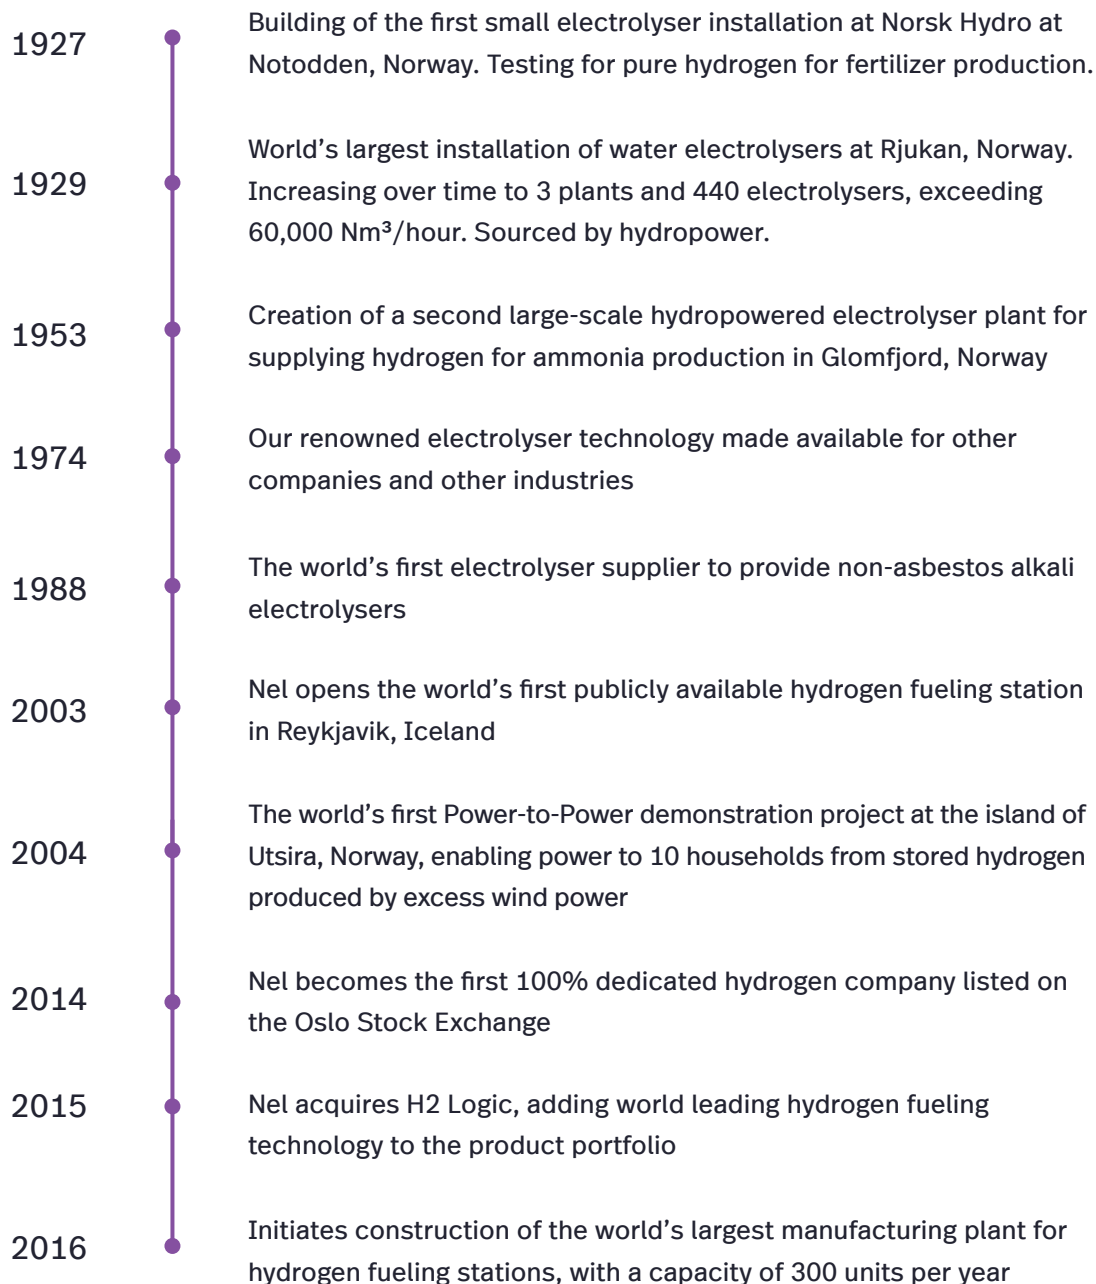 1927
Building of the first small electrolyser installation at Norsk Hydro at
Notodden, Norway. Testing for pure hydrogen for fertilizer production.
1929
World’s largest installation of water electrolysers at Rjukan, Norway.
Increasing over time to 3 plants and 440 electrolysers, exceeding
60,000 Nm³/hour. Sourced by hydropower.
1953
Creation of a second large-scale hydropowered electrolyser plant for
supplying hydrogen for ammonia production in Glomfjord, Norway
1974
Our renowned electrolyser technology made available for other
companies and other industries
1988
The world’s first electrolyser supplier to provide non-asbestos alkali
electrolysers
2003
Nel opens the world’s first publicly available hydrogen fueling station
in Reykjavik, Iceland
2004
The world’s first Power-to-Power demonstration project at the island of
Utsira, Norway, enabling power to 10 households from stored hydrogen
produced by excess wind power
2014
Nel becomes the first 100% dedicated hydrogen company listed on
the Oslo Stock Exchange
2015
Nel acquires H2 Logic, adding world leading hydrogen fueling
technology to the product portfolio
2016
Initiates construction of the world’s largest manufacturing plant for
hydrogen fueling stations, with a capacity of 300 units per year